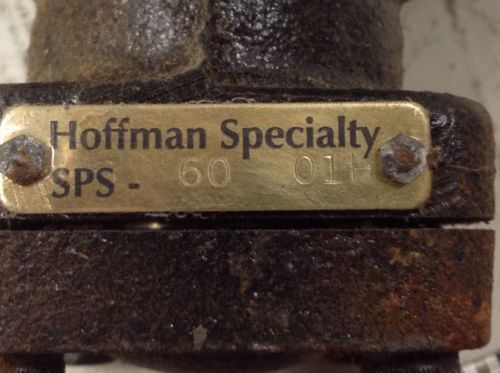 Hoffman Specialty
SPS - 60 01H